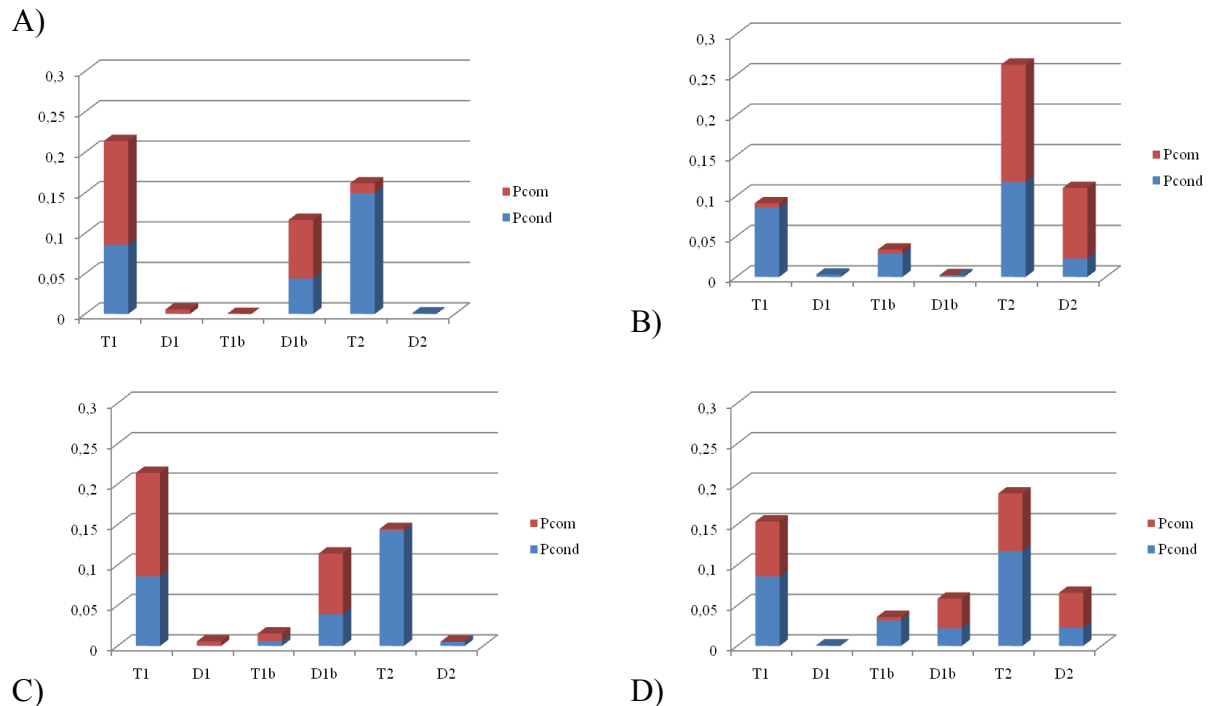 A)
0,3
0,25
0,2
0,15
0,1
0,05
0
T1 D1 T1b D1b T2 D2
Pcom
Pcond
B)
0,3
0,25
0,2
0,15
0,1
0,05
0
T1 D1 T1b D1b T2 D2
Pcom
Pcond
C)
0,3
0,25
0,2
0,15
0,1
0,05
0
T1 D1 T1b D1b T2 D2
Pcom
Pcond
D)
0,3
0,25
0,2
0,15
0,1
0,05
0
T1 D1 T1b D1b T2 D2
Pcom
Pcond